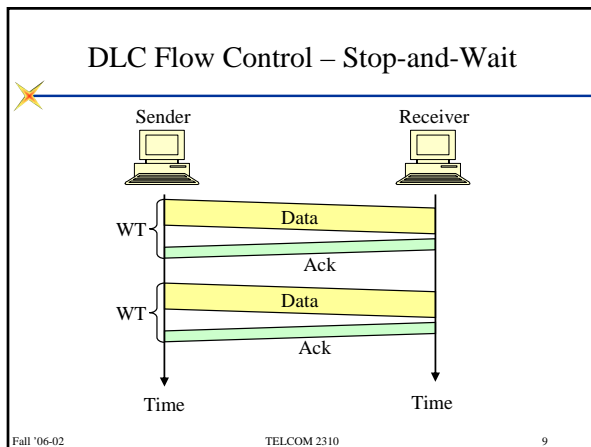 DLC Flow Control – Stop-and-Wait
Sender
Receiver
Data
WT
Ack
Data
WT
Ack
Time
Time
Fall '06-02
TELCOM 2310
9